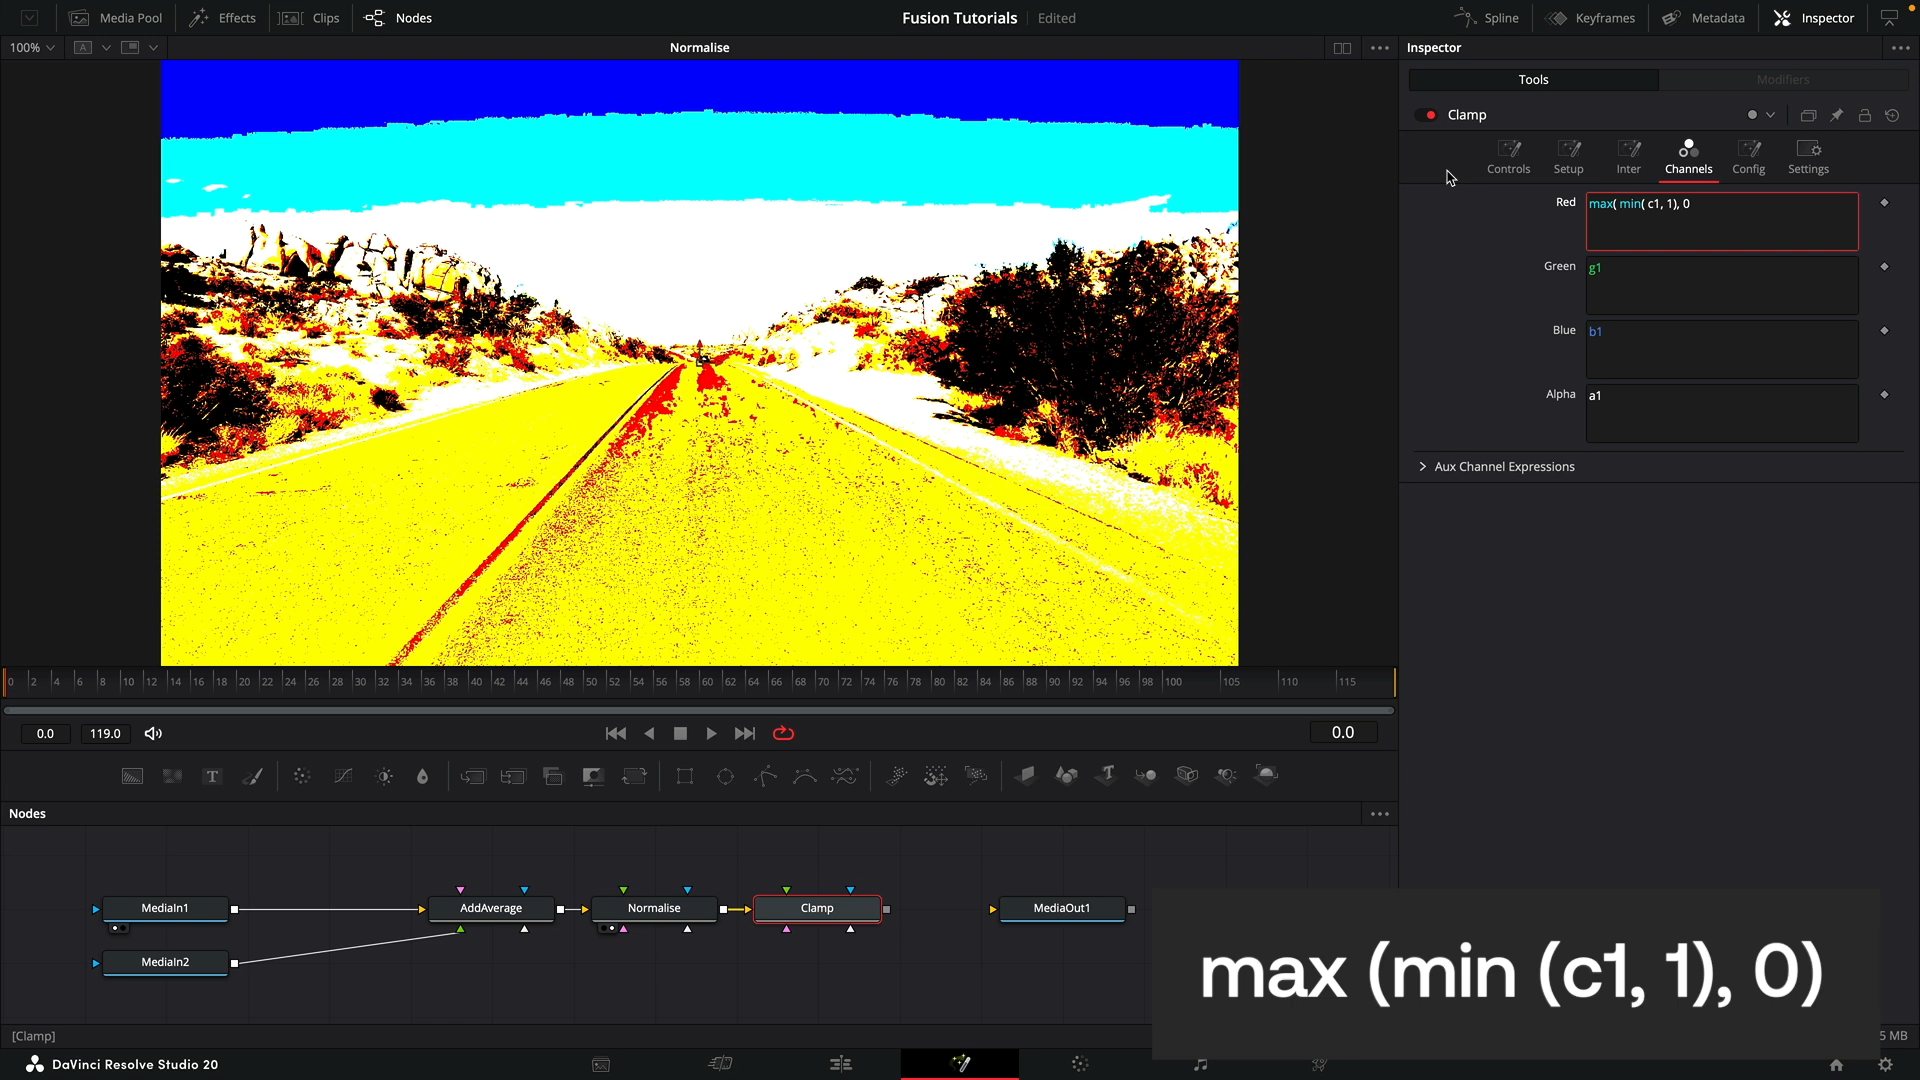 Media Pool Effects Clips Nodes Fusion Tutorials Edited Spline Keyframes Metadata Inspector
100% A Normalise Inspector
Tools Modifiers
Clamp
Controls Setup Inter Channels Config Settings
Red max( min( c1, 1), 0
Green g1
Blue b1
Alpha a1
Aux Channel Expressions
0 2 4 6 8 10 12 14 16 18 20 22 24 26 28 30 32 34 36 38 40 42 44 46 48 50 52 54 56 58 60 62 64 66 68 70 72 74 76 78 80 82 84 86 88 90 92 94 96 98 100 105 110 115
0.0 119.0 0.0
Nodes
MediaIn1 AddAverage Normalise Clamp MediaOut1
MediaIn2
max (min (c1, 1), 0)
[Clamp] 5 MB
DaVinci Resolve Studio 20